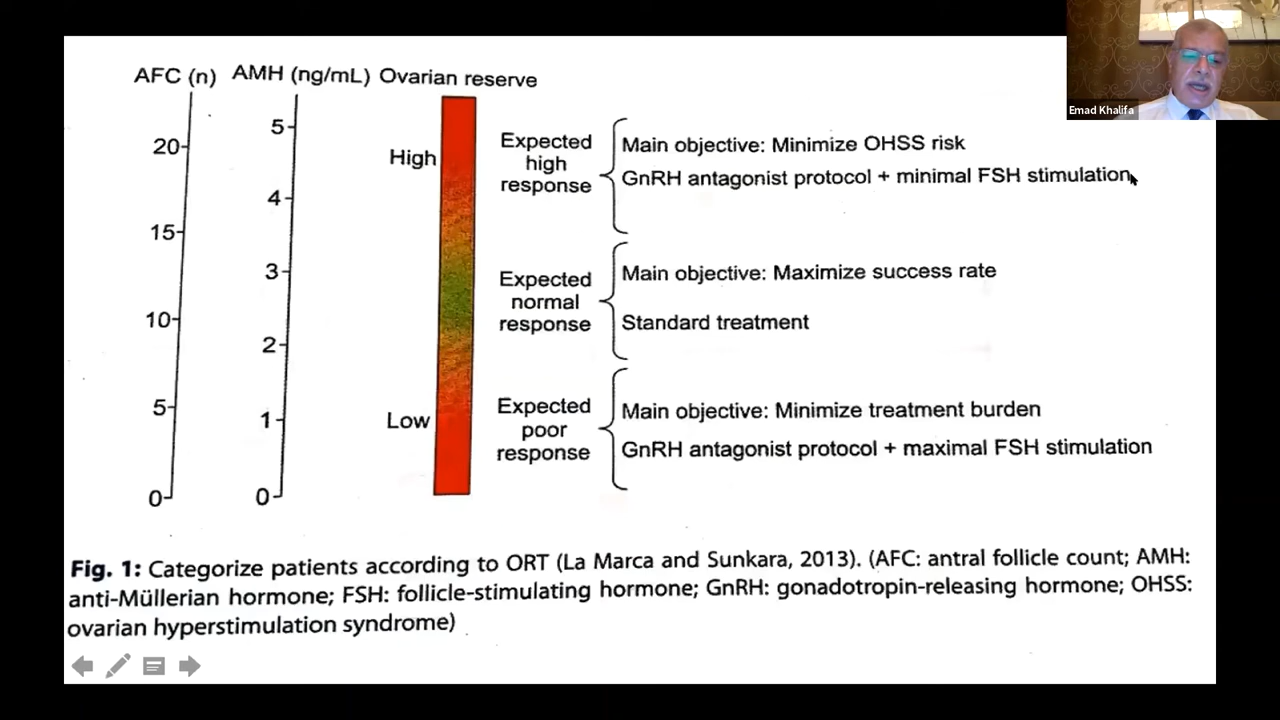 Emad Khalifa
AFC (n) AMH (ng/mL) Ovarian reserve
20
15
10
5
0
5
4
3
2
1
0
High
Low
Expected
high
response
Main objective: Minimize OHSS risk
GnRH antagonist protocol + minimal FSH stimulation
Expected
normal
response
Main objective: Maximize success rate
Standard treatment
Expected
poor
response
Main objective: Minimize treatment burden
GnRH antagonist protocol + maximal FSH stimulation
Fig. 1: Categorize patients according to ORT (La Marca and Sunkara, 2013). (AFC: antral follicle count; AMH:
anti-Müllerian hormone; FSH: follicle-stimulating hormone; GnRH: gonadotropin-releasing hormone; OHSS:
ovarian hyperstimulation syndrome)